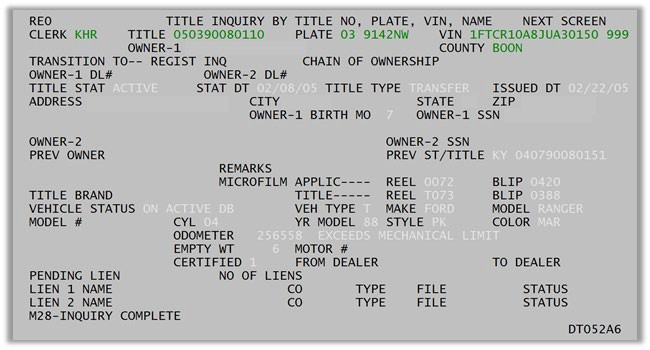 REO TITLE INQUIRY BY TITLE NO, PLATE, VIN, NAME NEXT SCREEN
CLERK KHR TITLE 050390080110 PLATE 03 9142NW VIN 1FTCR10A8JUA30150 999
OWNER-1 COUNTY BOON
TRANSITION TO-- REGIST INQ CHAIN OF OWNERSHIP
OWNER-1 DL# OWNER-2 DL#
TITLE STAT ACTIVE STAT DT 02/08/05 TITLE TYPE TRANSFER ISSUED DT 02/22/05
ADDRESS CITY STATE ZIP
OWNER-1 BIRTH MO 7 OWNER-1 SSN
OWNER-2 OWNER-2 SSN
PREV OWNER PREV ST/TITLE KY 040790080151
REMARKS
MICROFILM APPLIC---- REEL 0072 BLIP 0420
TITLE BRAND TITLE----- REEL T073 BLIP 0388
VEHICLE STATUS ON ACTIVE DB VEH TYPE T MAKE FORD MODEL RANGER
MODEL # CYL 04 YR MODEL 88 STYLE PK COLOR MAR
ODOMETER 256558 EXCEEDS MECHANICAL LIMIT
EMPTY WT 6 MOTOR #
CERTIFIED 1 FROM DEALER TO DEALER
PENDING LIEN NO OF LIENS
LIEN 1 NAME CO TYPE FILE STATUS
LIEN 2 NAME CO TYPE FILE STATUS
M28-INQUIRY COMPLETE
DT052A6